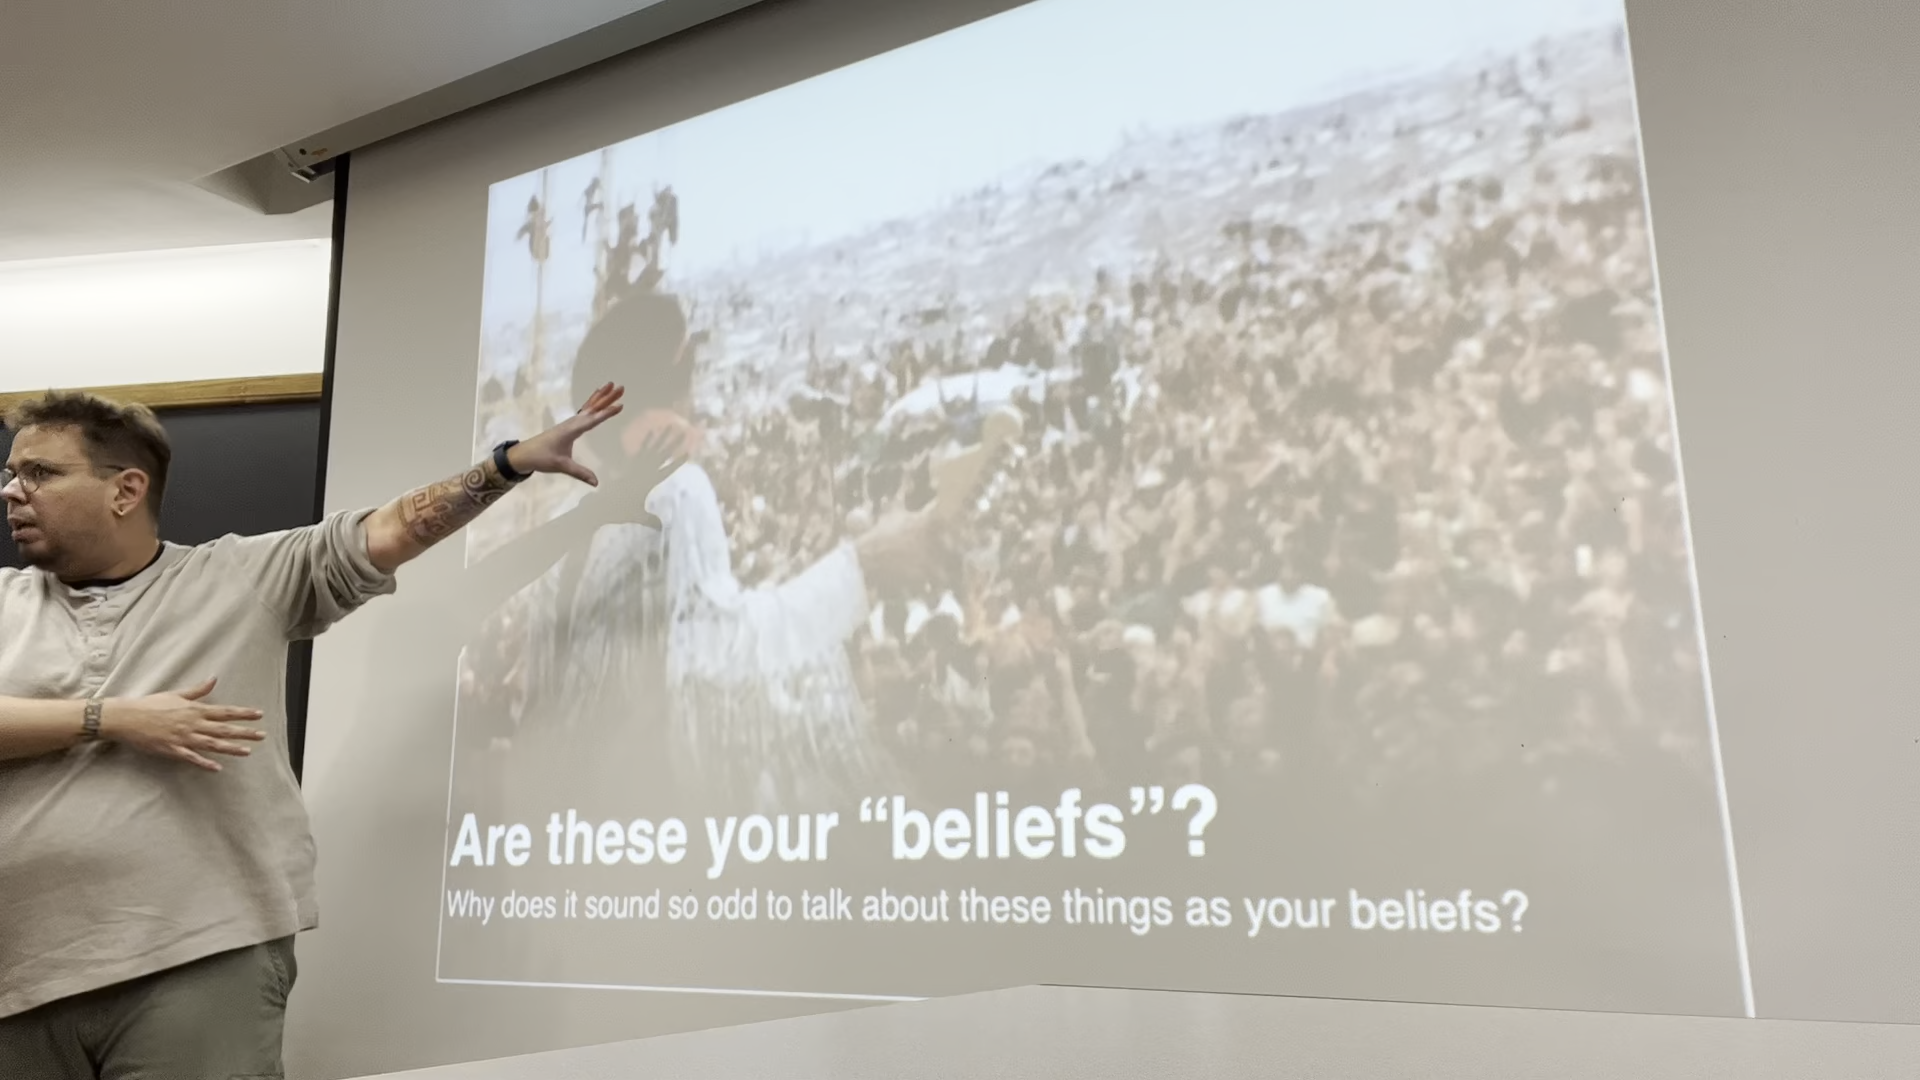 Are these your “beliefs”?
Why does it sound so odd to talk about these things as your beliefs?